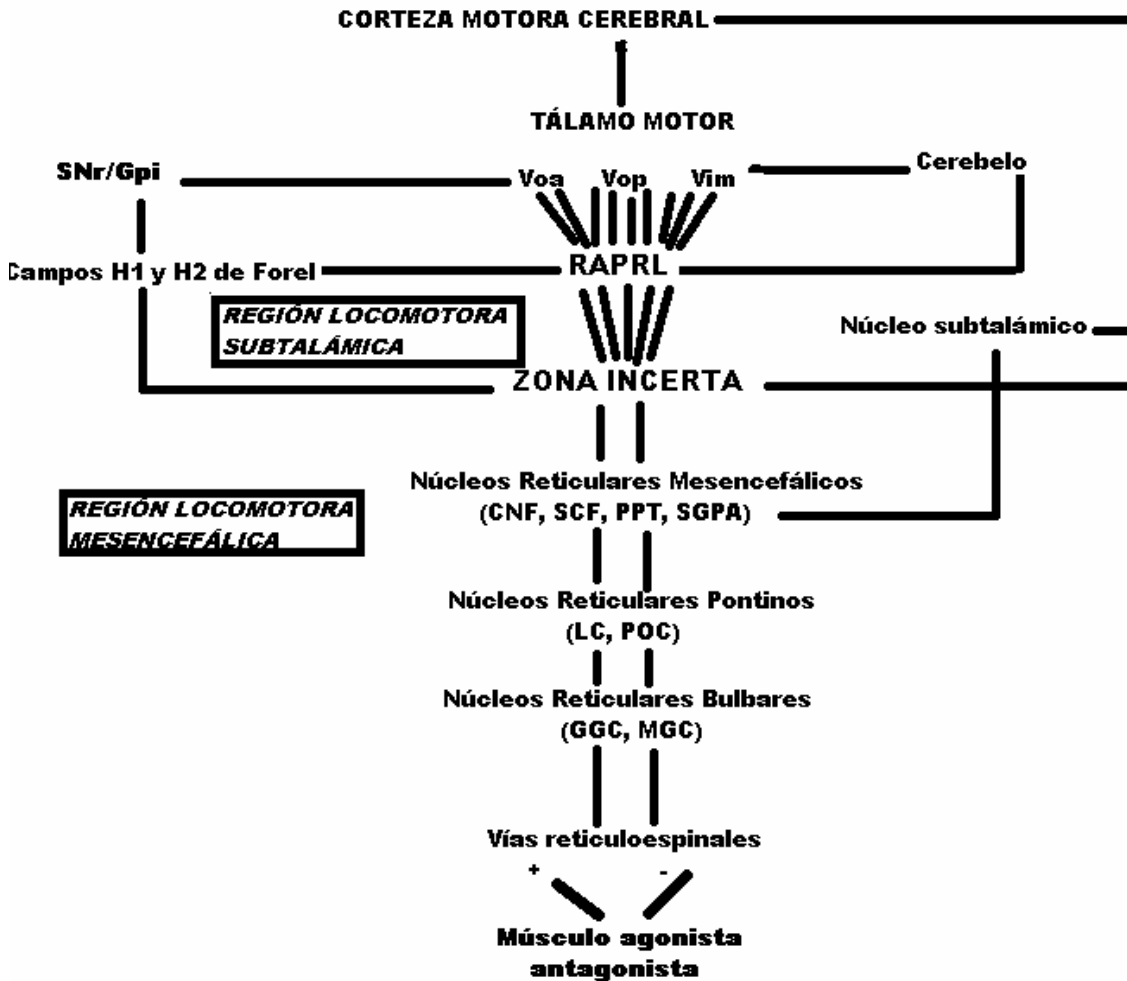 CORTEZA MOTORA CEREBRAL
TÁLAMO MOTOR
SNr/Gpi
Voa Vop Vim
Cerebelo
Campos H1 y H2 de Forel
RAPRL
REGIÓN LOCOMOTORA
SUBTALÁMICA
Núcleo subtalámico
ZONA INCERTA
Núcleos Reticulares Mesencefálicos
(CNF, SCF, PPT, SGPA)
REGIÓN LOCOMOTORA
MESENCEFÁLICA
Núcleos Reticulares Pontinos
(LC, POC)
Núcleos Reticulares Bulbares
(GGC, MGC)
Vías reticuloespinales
+ -
Músculo agonista
antagonista